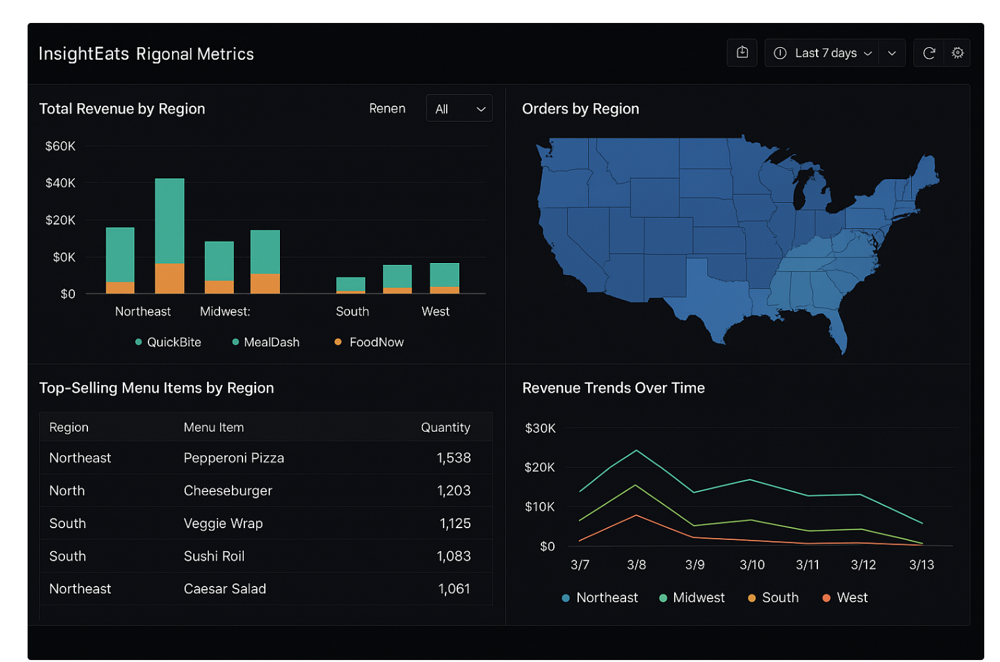 InsightEats Rigonal Metrics
Last 7 days
Total Revenue by Region
Renen
All
$60K
$40K
$20K
$0K
$0
Northeast
Midwest:
South
West
QuickBite
MealDash
FoodNow
Orders by Region
Top-Selling Menu Items by Region
Region Menu Item Quantity
Northeast Pepperoni Pizza 1,538
North Cheeseburger 1,203
South Veggie Wrap 1,125
South Sushi Roil 1,083
Northeast Caesar Salad 1,061
Revenue Trends Over Time
$30K
$20K
$10K
$0
3/7 3/8 3/9 3/10 3/11 3/12 3/13
Northeast Midwest South West